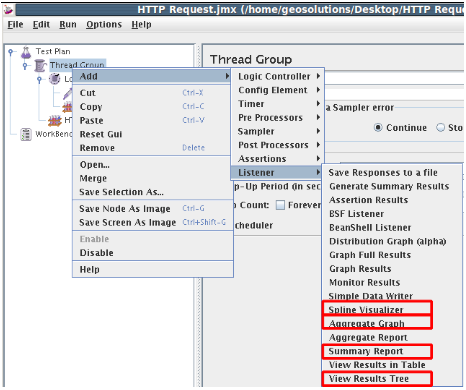 HTTP Request.jmx (/home/geosolutions/Desktop/HTTP Reque
File Edit Run Options Help
Test Plan
Thread Group
Lo
HT
WorkBenc
Add
Cut Ctrl-X
Copy Ctrl-C
Paste Ctrl-V
Reset Gui
Remove Delete
Open...
Merge
Save Selection As...
Save Node As Image Ctrl-G
Save Screen As Image Ctrl+Shift-G
Enable
Disable
Help
Thread Group
a Sampler error
Continue Sto
p-Up Period (in sec
p Count: Forever
cheduler
Logic Controller
Config Element
Timer
Pre Processors
Sampler
Post Processors
Assertions
Listener
Save Responses to a file
Generate Summary Results
Assertion Results
BSF Listener
BeanShell Listener
Distribution Graph (alpha)
Graph Full Results
Graph Results
Monitor Results
Simple Data Writer
Spline Visualizer
Aggregate Graph
Aggregate Report
Summary Report
View Results in Table
View Results Tree